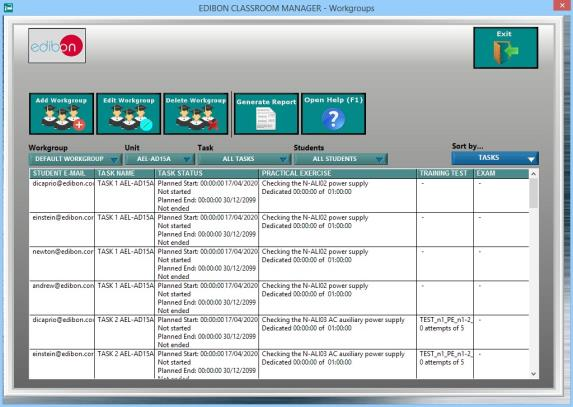 EDIBON CLASSROOM MANAGER - Workgroups
edibon
Exit
Add Workgroup
Edit Workgroup
Delete Workgroup
Generate Report
Open Help (F1)
Workgroup
Unit
Task
Students
Sort by...
DEFAULT WORKGROUP
AEL-AD15A
ALL TASKS
ALL STUDENTS
TASKS
STUDENT E-MAIL TASK NAME TASK STATUS PRACTICAL EXERCISE TRAINING TEST EXAM
dicaprio@edibon.cor TASK 1 AEL-AD15A Planned Start: 00:00:00 17/04/2020 Checking the N-ALI02 power supply - -
Not started Dedicated 00:00:00 of 01:00:00
Planned End: 00:00:00 30/12/2099
Not ended
einstein@edibon.cor TASK 1 AEL-AD15A Planned Start: 00:00:00 17/04/2020 Checking the N-ALI02 power supply - -
Not started Dedicated 00:00:00 of 01:00:00
Planned End: 00:00:00 30/12/2099
Not ended
newton@edibon.cor TASK 1 AEL-AD15A Planned Start: 00:00:00 17/04/2020 Checking the N-ALI02 power supply - -
Not started Dedicated 00:00:00 of 01:00:00
Planned End: 00:00:00 30/12/2099
Not ended
andrew@edibon.cor TASK 1 AEL-AD15A Planned Start: 00:00:00 17/04/2020 Checking the N-ALI02 power supply - -
Not started Dedicated 00:00:00 of 01:00:00
Planned End: 00:00:00 30/12/2099
Not ended
dicaprio@edibon.cor TASK 2 AEL-AD15A Planned Start: 00:00:00 17/04/2020 Checking the N-ALI03 AC auxiliary power supply TEST_n1_PE_n1-2_ -
Not started Dedicated 00:00:00 of 01:00:00 0 attempts of 5
Planned End: 00:00:00 30/12/2099
Not ended
einstein@edibon.cor TASK 2 AEL-AD15A Planned Start: 00:00:00 17/04/2020 Checking the N-ALI03 AC auxiliary power supply TEST_n1_PE_n1-2_ -
Not started Dedicated 00:00:00 of 01:00:00 0 attempts of 5
Planned End: 00:00:00 30/12/2099
Not ended